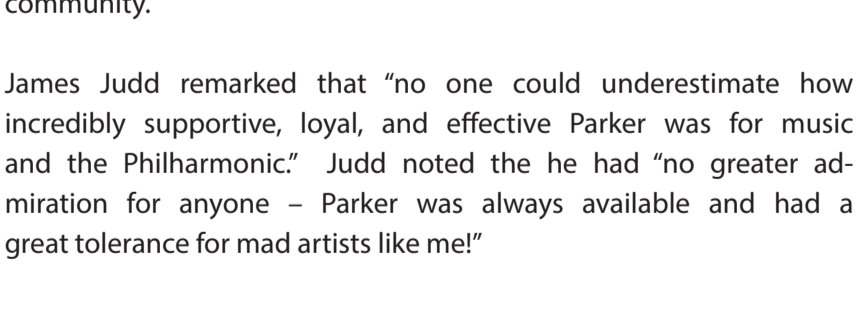 community.
James Judd remarked that “no one could underestimate how
incredibly supportive, loyal, and effective Parker was for music
and the Philharmonic.” Judd noted the he had “no greater ad-
miration for anyone – Parker was always available and had a
great tolerance for mad artists like me!”